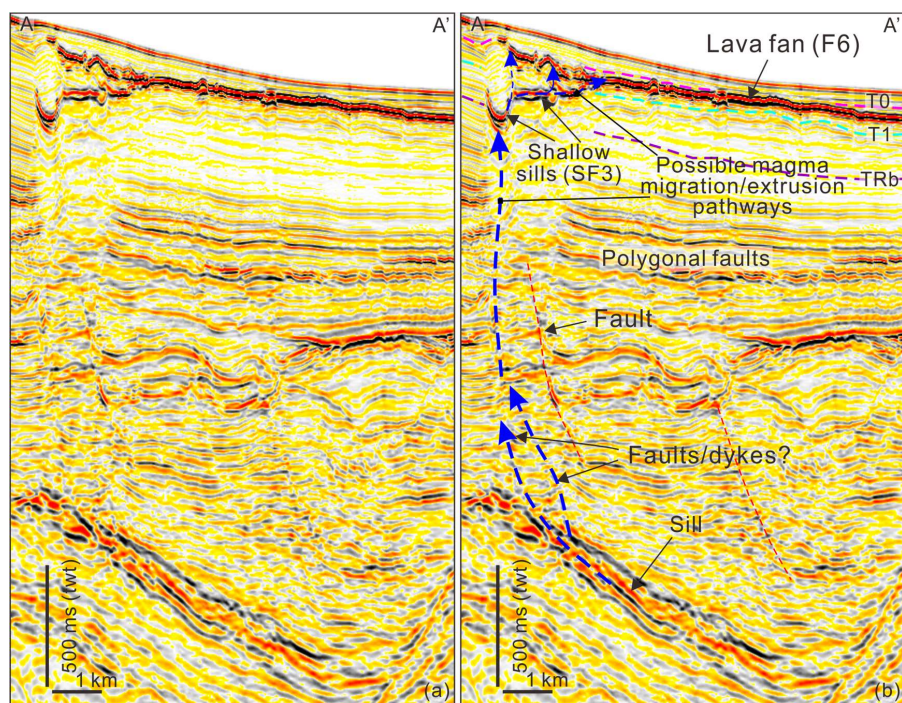 A
A'
500 ms (twt)
1 km
(a)
A
A'
Lava fan (F6)
T0
T1
Shallow
sills (SF3)
Possible magma
migration/extrusion
pathways
TRb
Polygonal faults
Fault
Faults/dykes?
Sill
500 ms (twt)
1 km
(b)